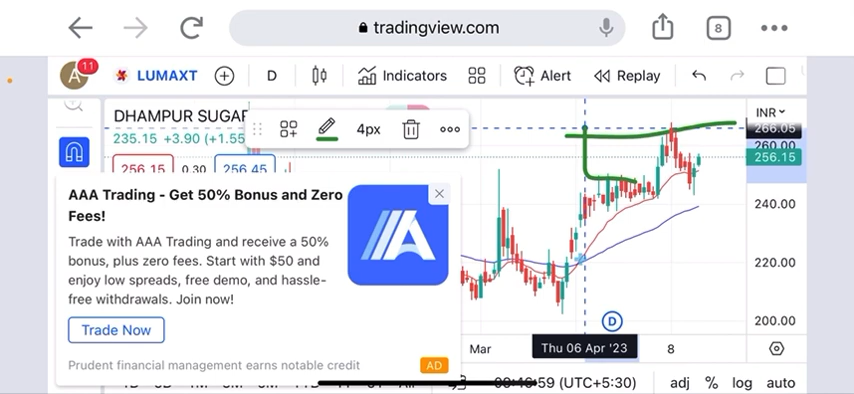 tradingview.com
8
A
11
LUMAXT
D
Indicators
Alert
Replay
DHAMPUR SUGAR
4px
INR
235.15 +3.90 (+1.55
266.05
260.00
256.15
0.30
256.45
256.15
240.00
220.00
200.00
AAA Trading - Get 50% Bonus and Zero
Fees!
Trade with AAA Trading and receive a 50%
bonus, plus zero fees. Start with $50 and
enjoy low spreads, free demo, and hassle-
free withdrawals. Join now!
Trade Now
Prudent financial management earns notable credit
AD
D
Mar
Thu 06 Apr '23
8
(UTC+5:30)
adj % log auto